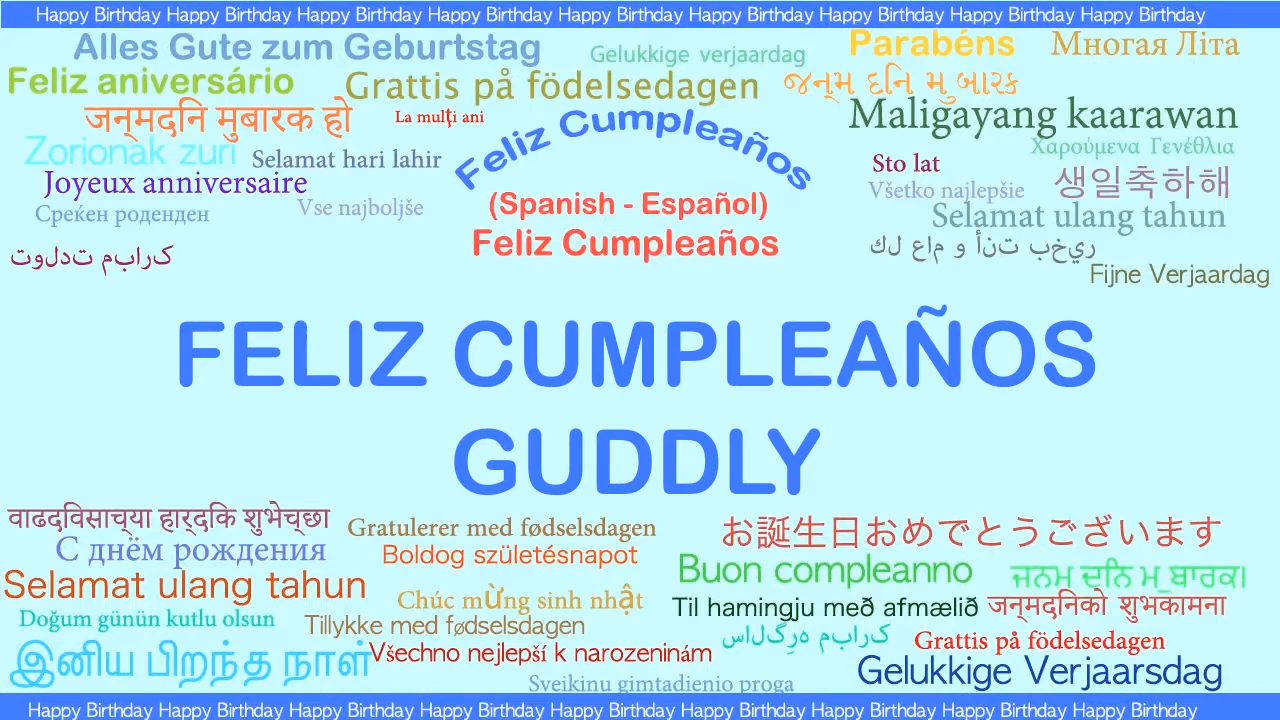 Happy Birthday Happy Birthday Happy Birthday Happy Birthday Happy Birthday Happy Birthday Happy Birthday Happy Birthday Happy Birthday
Alles Gute zum Geburtstag
Gelukkige verjaardag
Parabéns
Многая Літа
Feliz aniversário
Grattis på födelsedagen
જન્મ દિન મુબારક
Maligayang kaarawan
जन्मदिन मुबारक हो
La mulţi ani
Feliz Cumpleaños
Zorionak zuri
Selamat hari lahir
Χαρούμενα Γενέθλια
Sto lat
Joyeux anniversaire
(Spanish - Español)
Všetko najlepšie
생일축하해
Среќен роденден
Vse najboljše
Selamat ulang tahun
Feliz Cumpleaños
تولدت مبارک
كل عام و أنت بخير
Fijne Verjaardag
FELIZ CUMPLEAÑOS
GUDDLY
वाढदिवसाच्या हार्दिक शुभेच्छा
Gratulerer med fødselsdagen
お誕生日おめでとうございます
С днём рождения
Boldog születésnapot
Buon compleanno
ਜਨਮ ਦਿਨ ਮੁਬਾਰਕ।
Selamat ulang tahun
Chúc mừng sinh nhật
Til hamingju með afmælið
जन्मदिनको शुभकामना
Doğum günün kutlu olsun
Tillykke med fødselsdagen
سالگرہ مبارک
Grattis på födelsedagen
இனிய பிறந்த நாள்
Všechno nejlepší k narozeninám
Gelukkige Verjaarsdag
Sveikinu gimtadienio proga
Happy Birthday Happy Birthday Happy Birthday Happy Birthday Happy Birthday Happy Birthday Happy Birthday Happy Birthday Happy Birthday